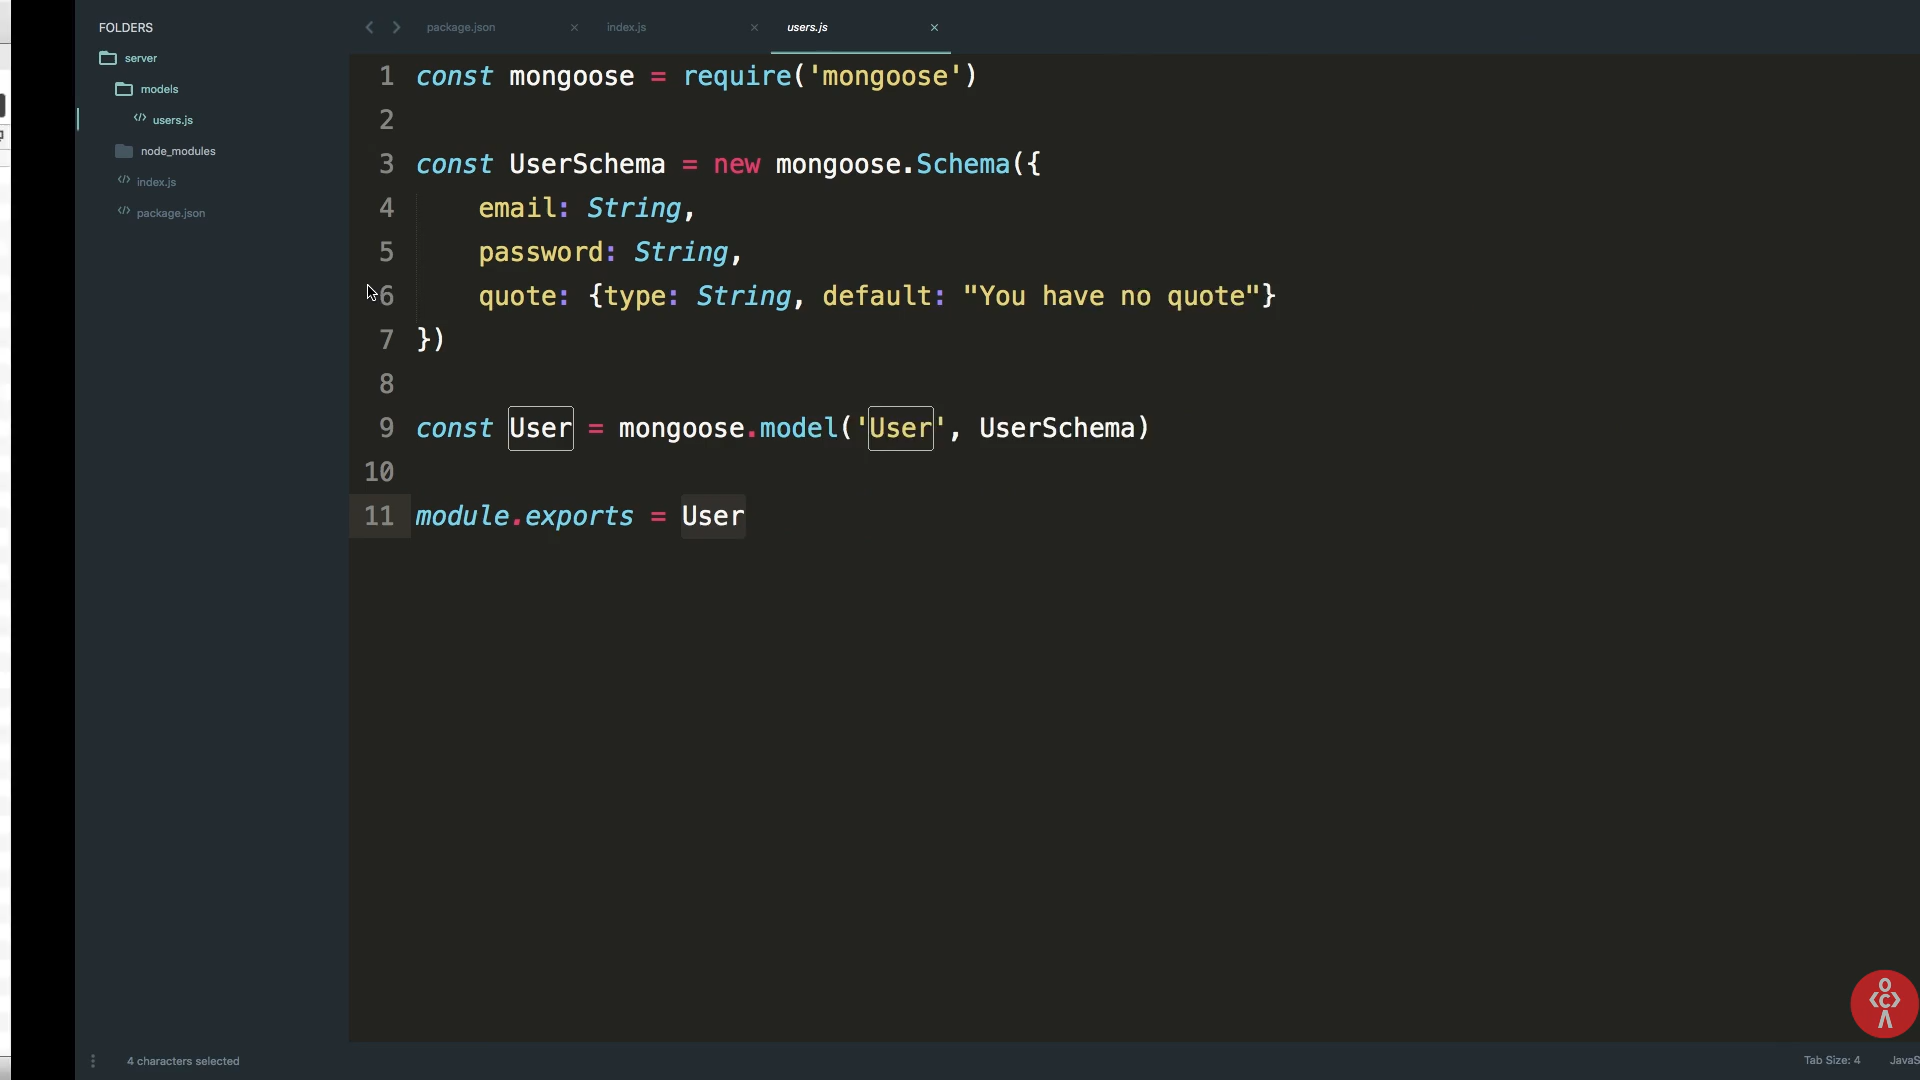 FOLDERS
server
models
users.js
node_modules
index.js
package.json
package.json
index.js
users.js
1 const mongoose = require('mongoose')
2
3 const UserSchema = new mongoose.Schema({
4     email: String,
5     password: String,
6     quote: {type: String, default: "You have no quote"}
7 })
8
9 const User = mongoose.model('User', UserSchema)
10
11 module.exports = User
4 characters selected
Tab Size: 4
JavaS